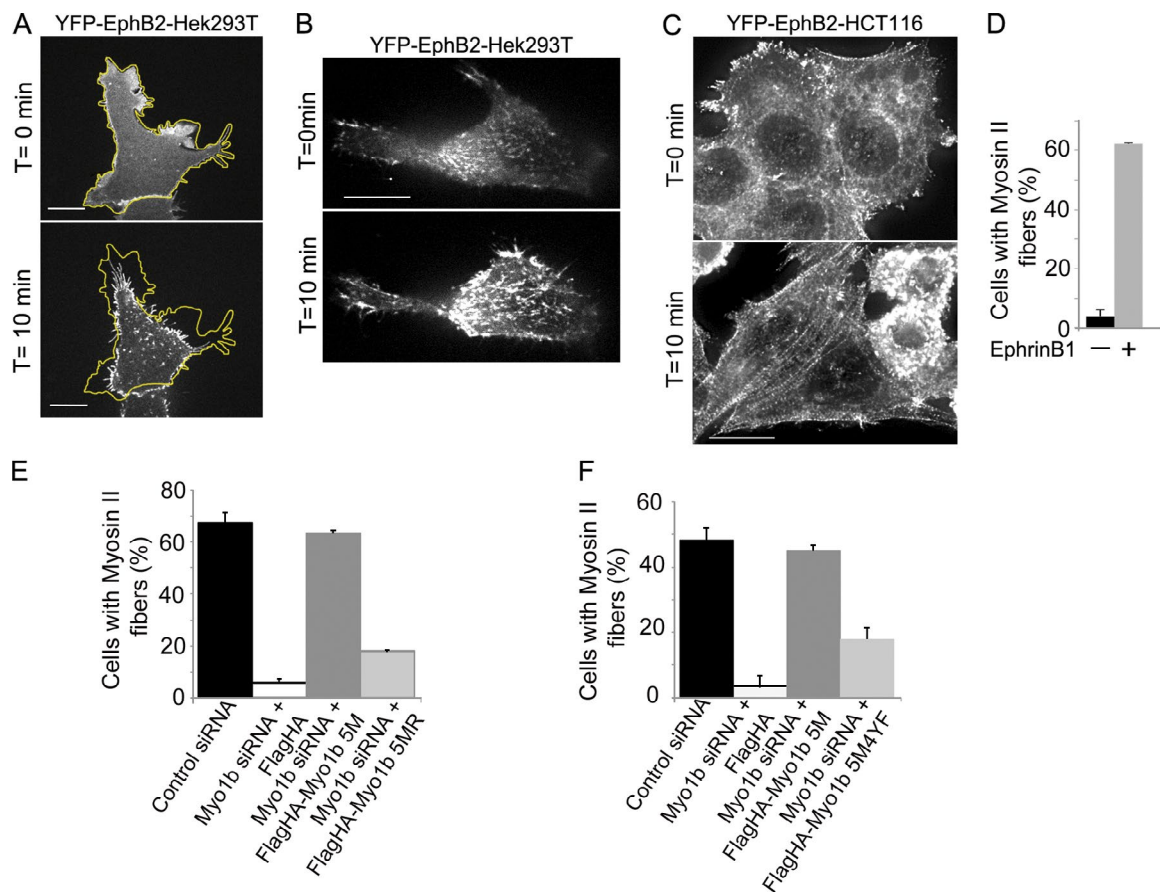 A
YFP-EphB2-Hek293T
T= 0 min
T= 10 min
B
YFP-EphB2-Hek293T
T=0min
T=10 min
C
YFP-EphB2-HCT116
T=0 min
T=10 min
D
Cells with Myosin II
fibers (%)
60
40
20
0
EphrinB1 — +
E
Cells with Myosin II
fibers (%)
80
60
40
20
0
Control siRNA
Myo1b siRNA +
FlagHA
Myo1b siRNA +
FlagHA-Myo1b 5M
Myo1b siRNA +
FlagHA-Myo1b 5MR
F
Cells with Myosin II
fibers (%)
60
40
20
0
Control siRNA
Myo1b siRNA +
FlagHA
Myo1b siRNA +
FlagHA-Myo1b 5M
Myo1b siRNA +
FlagHA-Myo1b 5M4YF